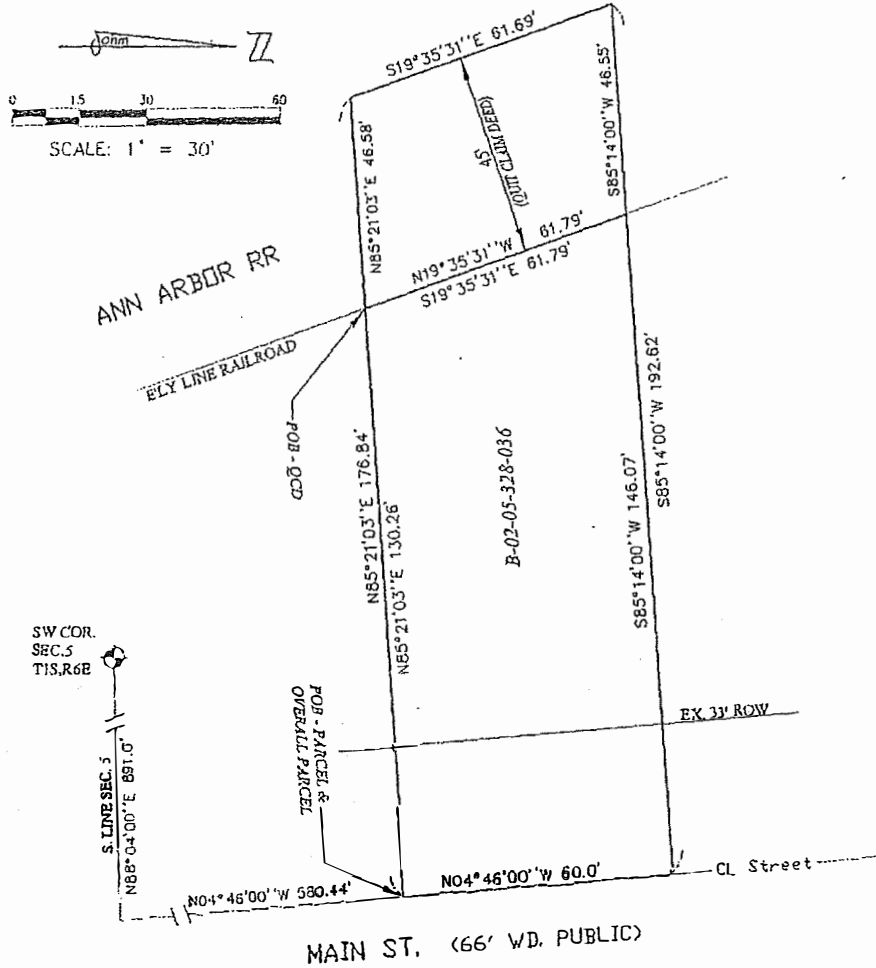 John
Z
0 15 30 60
SCALE: 1" = 30'
S19°35'31''E 61.69'
N85°21'03''E 46.58'
45'
(QUIT CLAIM DEED)
S85°14'00''W 46.55'
ANN ARBOR RR
N19°35'31''W 61.79'
S19°35'31''E 61.79'
ELY LINE RAILROAD
POB - QCD
N85°21'03''E 176.84'
N85°21'03''E 130.26'
B-02-05-328-036
S85°14'00''W 192.62'
S85°14'00''W 146.07'
SW COR.
SEC.5
T1S,R6E
S. LINE SEC. 5
N88°04'00''E 891.0'
POB - PARCEL &
OVERALL PARCEL
EX. 33' ROW
N04°46'00''W 580.44'
N04°46'00''W 60.0'
CL Street
MAIN ST. (66' WD. PUBLIC)